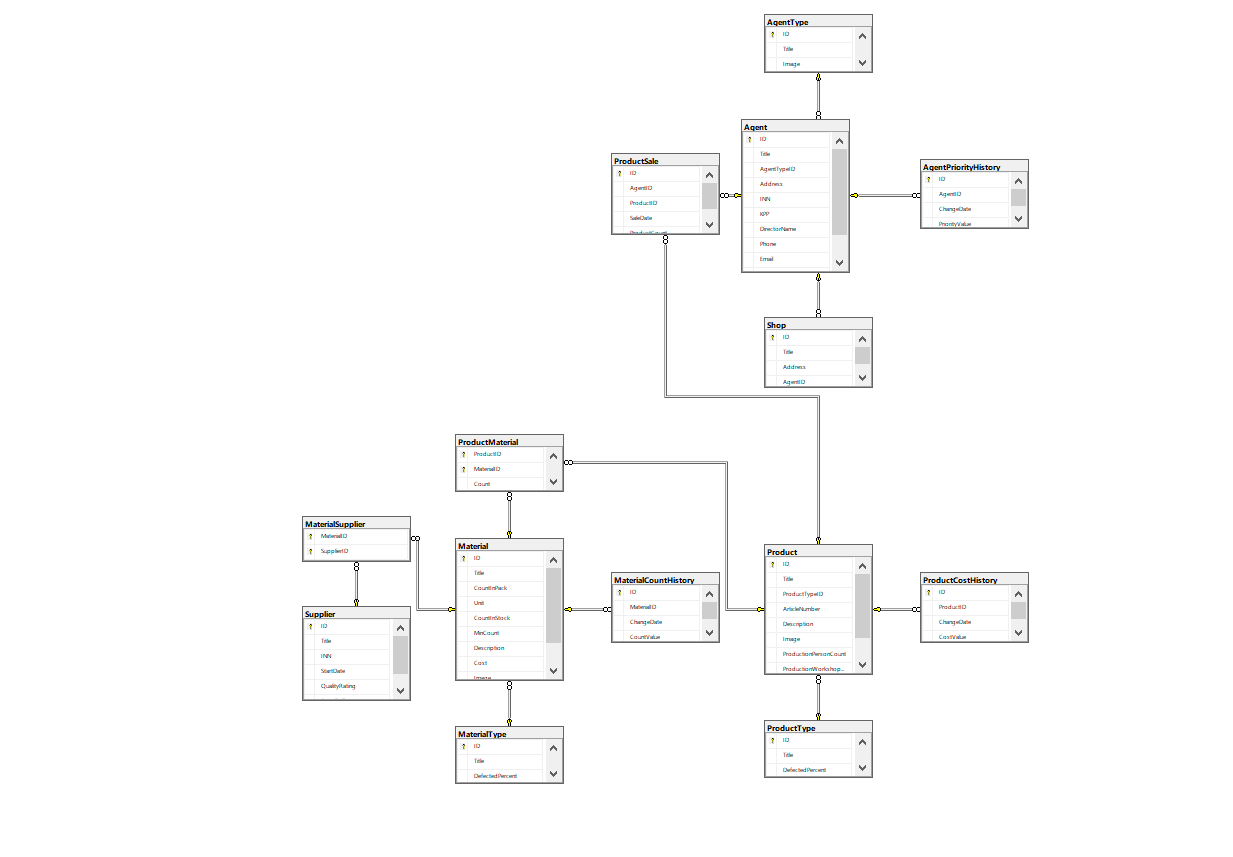 AgentType
ID
Title
Image
Agent
ID
Title
AgentTypeID
Address
INN
KPP
DirectorName
Phone
Email
ProductSale
ID
AgentID
ProductID
SaleDate
ProductCount
AgentPriorityHistory
ID
AgentID
ChangeDate
PriorityValue
Shop
ID
Title
Address
AgentID
ProductMaterial
ProductID
MaterialID
Count
MaterialSupplier
MaterialID
SupplierID
Material
ID
Title
CountInPack
Unit
CountInStock
MinCount
Description
Cost
Image
MaterialCountHistory
ID
MaterialID
ChangeDate
CountValue
Product
ID
Title
ProductTypeID
ArticleNumber
Description
Image
ProductionPersonCount
ProductionWorkshop...
ProductCostHistory
ID
ProductID
ChangeDate
CostValue
Supplier
ID
Title
INN
StartDate
QualityRating
MaterialType
ID
Title
DefectedPercent
ProductType
ID
Title
DefectedPercent